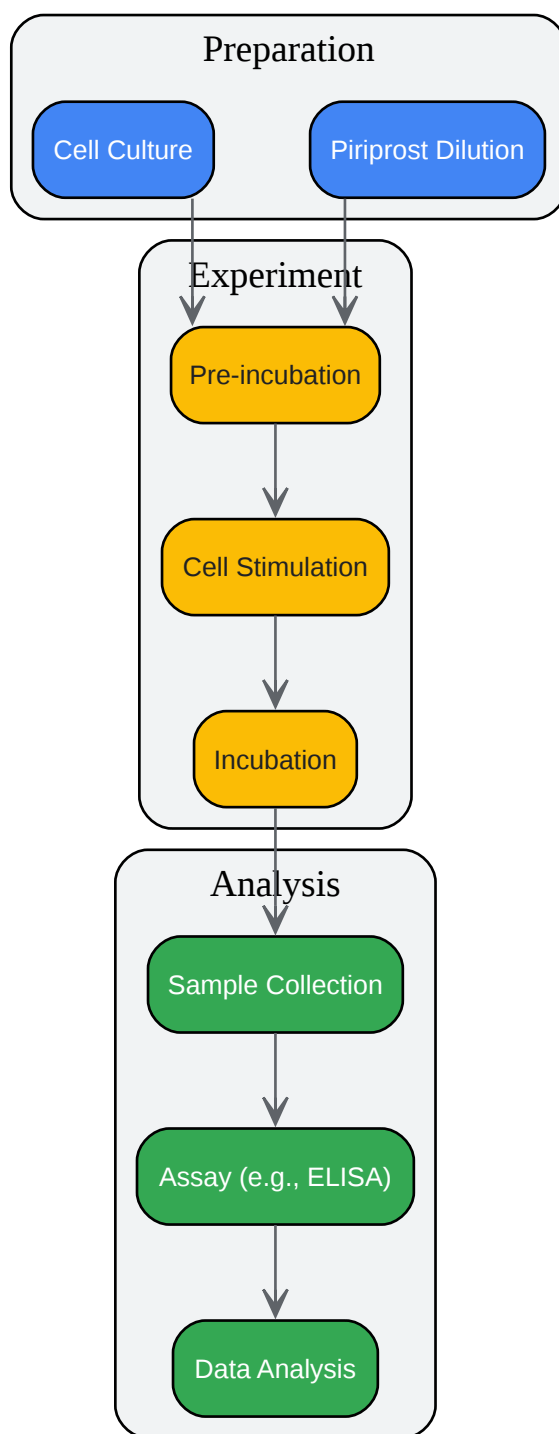 Preparation
Cell Culture
Piriprost Dilution
Experiment
Pre-incubation
Cell Stimulation
Incubation
Analysis
Sample Collection
Assay (e.g., ELISA)
Data Analysis